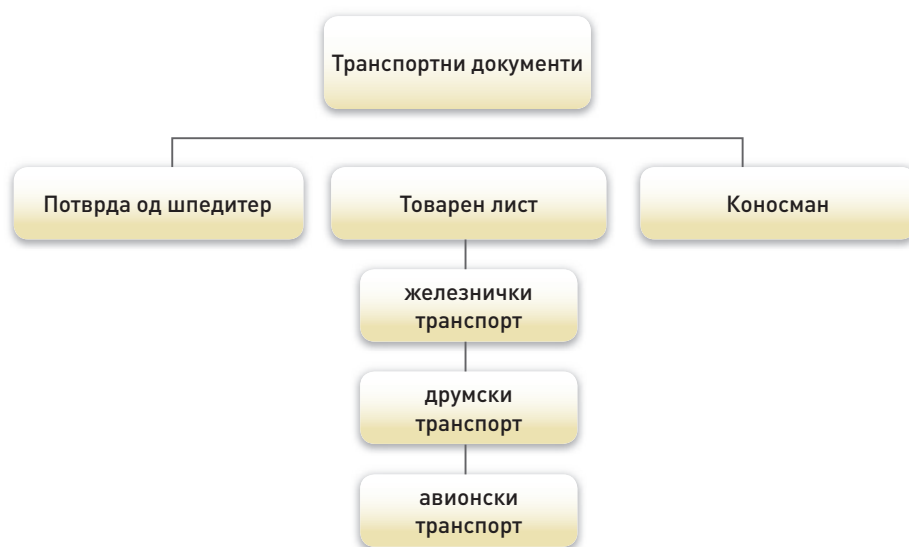 Транспортни документи
Потврда од шпедитер
Товарен лист
Коносман
железнички
транспорт
друмски
транспорт
авионски
транспорт